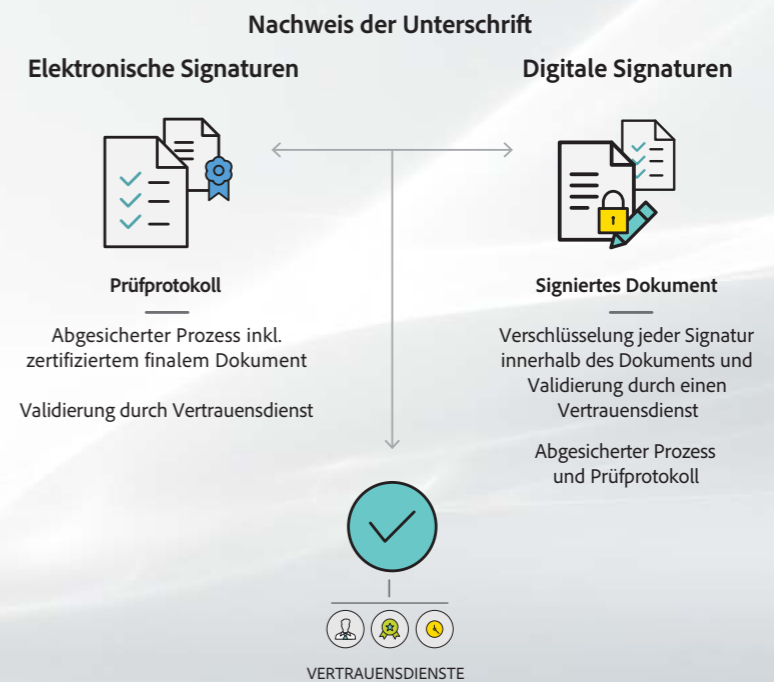 Nachweis der Unterschrift
Elektronische Signaturen
Prüfprotokoll
Abgesicherter Prozess inkl.
zertifiziertem finalem Dokument
Validierung durch Vertrauensdienst
Digitale Signaturen
Signiertes Dokument
Verschlüsselung jeder Signatur
innerhalb des Dokuments und
Validierung durch einen
Vertrauensdienst
Abgesicherter Prozess
und Prüfprotokoll
VERTRAUENSDIENSTE